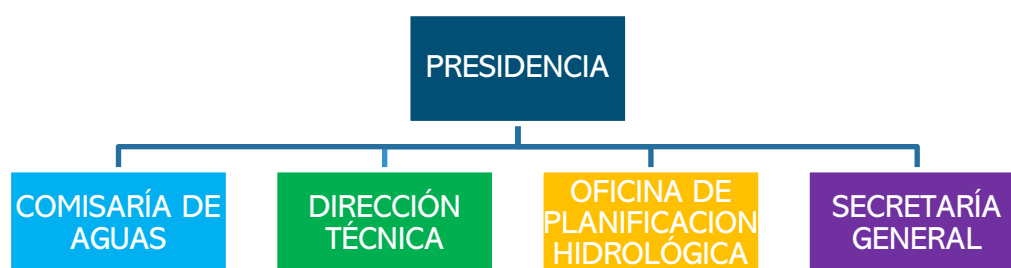 PRESIDENCIA
COMISARÍA DE
AGUAS
DIRECCIÓN
TÉCNICA
OFICINA DE
PLANIFICACION
HIDROLÓGICA
SECRETARÍA
GENERAL